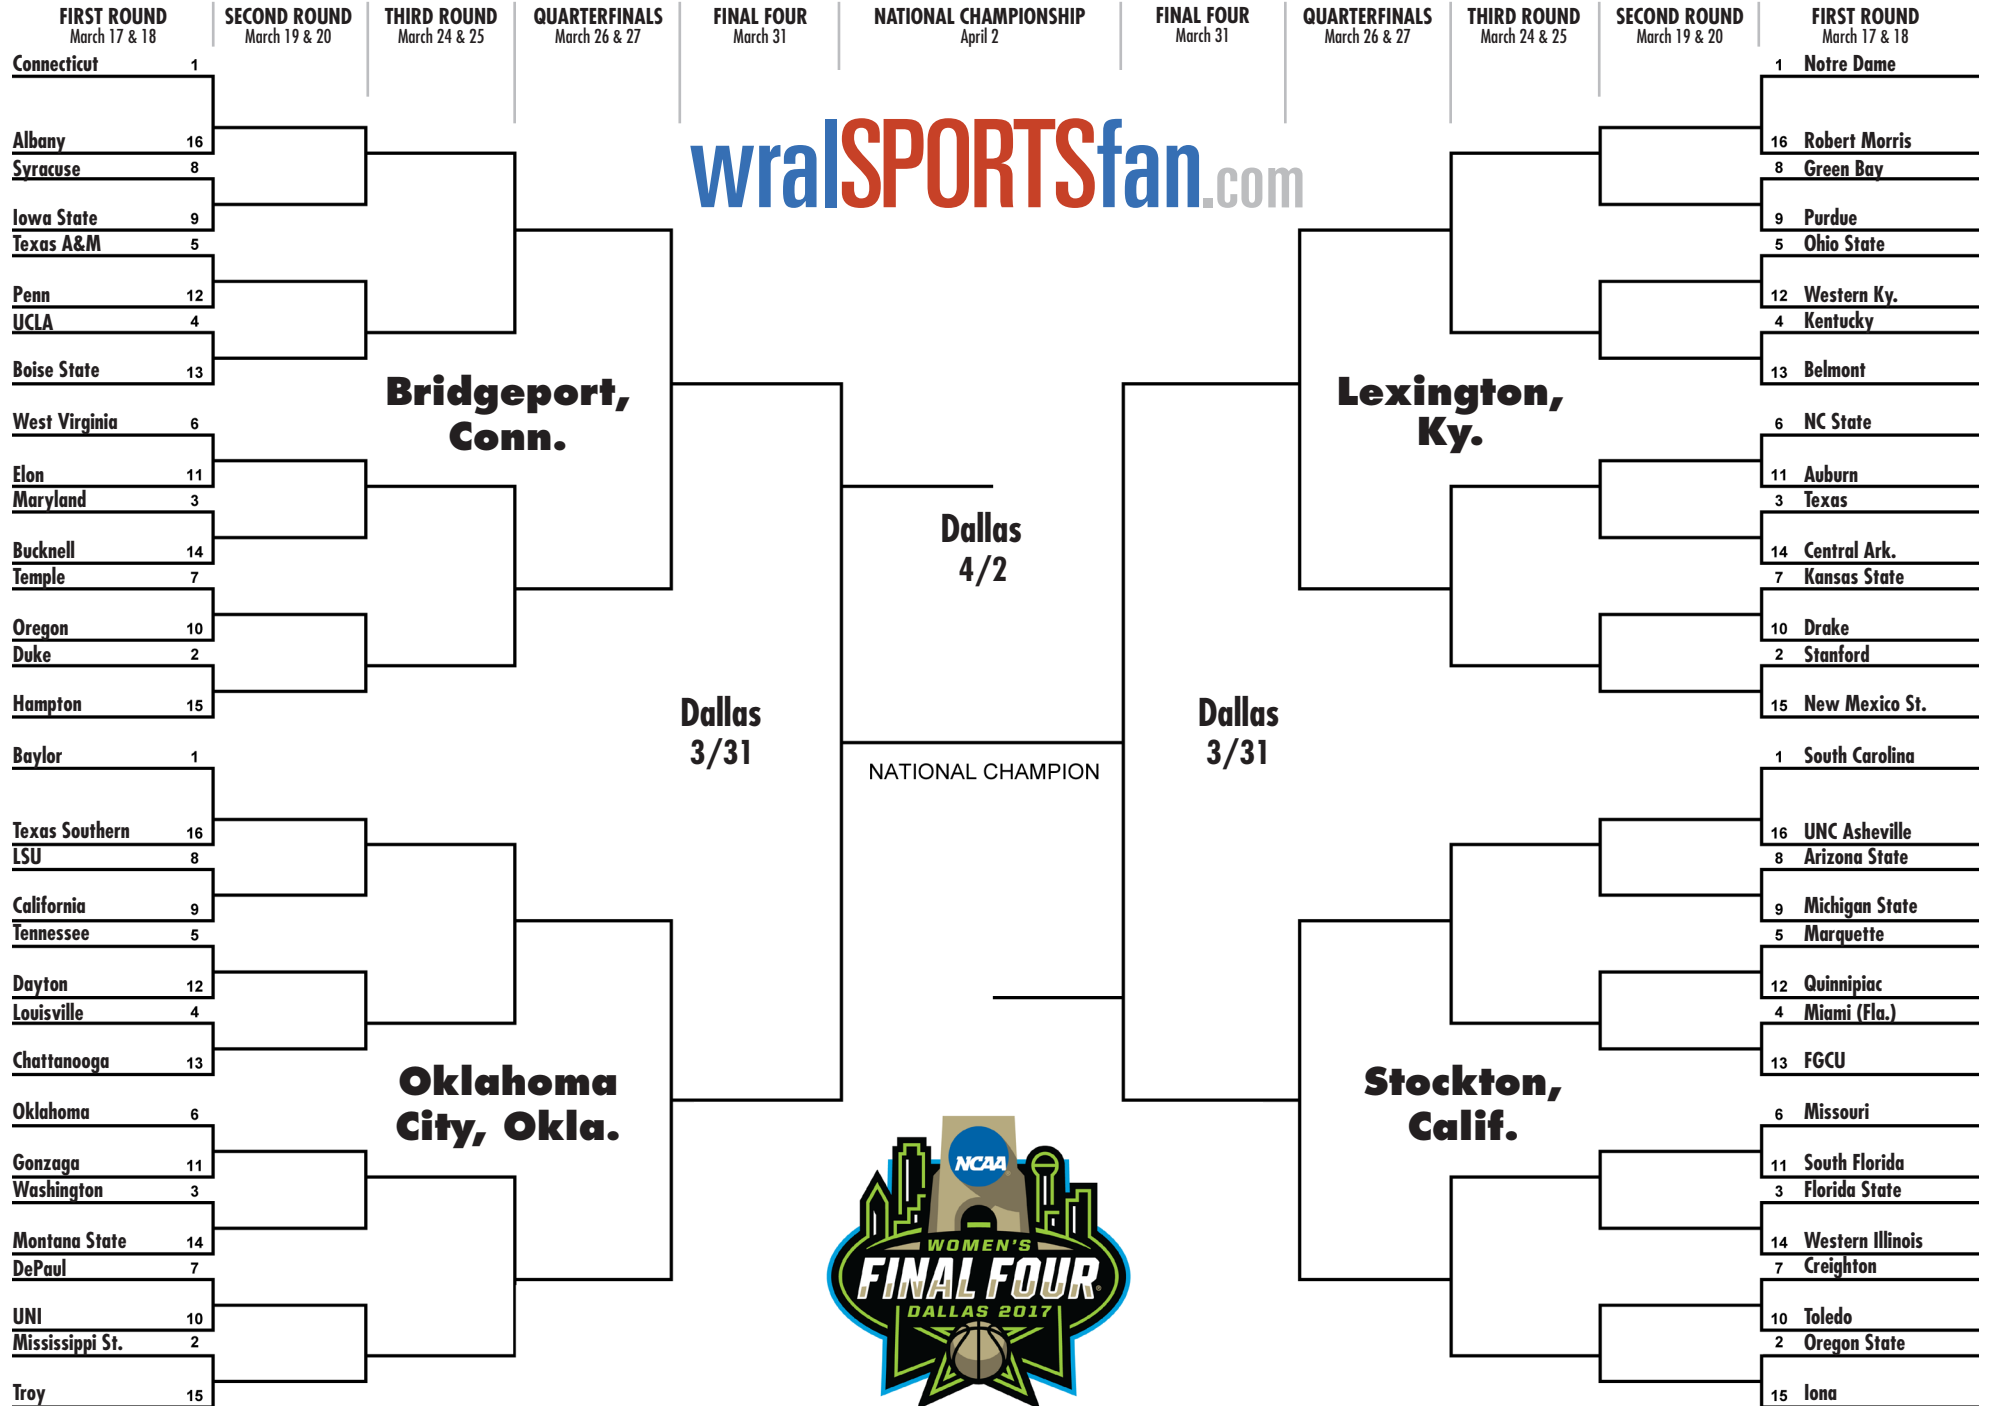 FIRST ROUND
March 17 & 18
SECOND ROUND
March 19 & 20
THIRD ROUND
March 24 & 25
QUARTERFINALS
March 26 & 27
FINAL FOUR
March 31
NATIONAL CHAMPIONSHIP
April 2
FINAL FOUR
March 31
QUARTERFINALS
March 26 & 27
THIRD ROUND
March 24 & 25
SECOND ROUND
March 19 & 20
FIRST ROUND
March 17 & 18
wralSPORTSfan.com
Connecticut 1
Albany 16
Syracuse 8
Iowa State 9
Texas A&M 5
Penn 12
UCLA 4
Boise State 13
Bridgeport,
Conn.
West Virginia 6
Elon 11
Maryland 3
Bucknell 14
Temple 7
Oregon 10
Duke 2
Hampton 15
Baylor 1
Texas Southern 16
LSU 8
California 9
Tennessee 5
Dayton 12
Louisville 4
Chattanooga 13
Oklahoma
City, Okla.
Oklahoma 6
Gonzaga 11
Washington 3
Montana State 14
DePaul 7
UNI 10
Mississippi St. 2
Troy 15
Dallas
3/31
Dallas
4/2
NATIONAL CHAMPION
Dallas
3/31
NCAA
WOMEN'S
FINAL FOUR®
DALLAS 2017
1 Notre Dame
16 Robert Morris
8 Green Bay
9 Purdue
5 Ohio State
12 Western Ky.
4 Kentucky
13 Belmont
Lexington,
Ky.
6 NC State
11 Auburn
3 Texas
14 Central Ark.
7 Kansas State
10 Drake
2 Stanford
15 New Mexico St.
1 South Carolina
16 UNC Asheville
8 Arizona State
9 Michigan State
5 Marquette
12 Quinnipiac
4 Miami (Fla.)
13 FGCU
Stockton,
Calif.
6 Missouri
11 South Florida
3 Florida State
14 Western Illinois
7 Creighton
10 Toledo
2 Oregon State
15 Iona